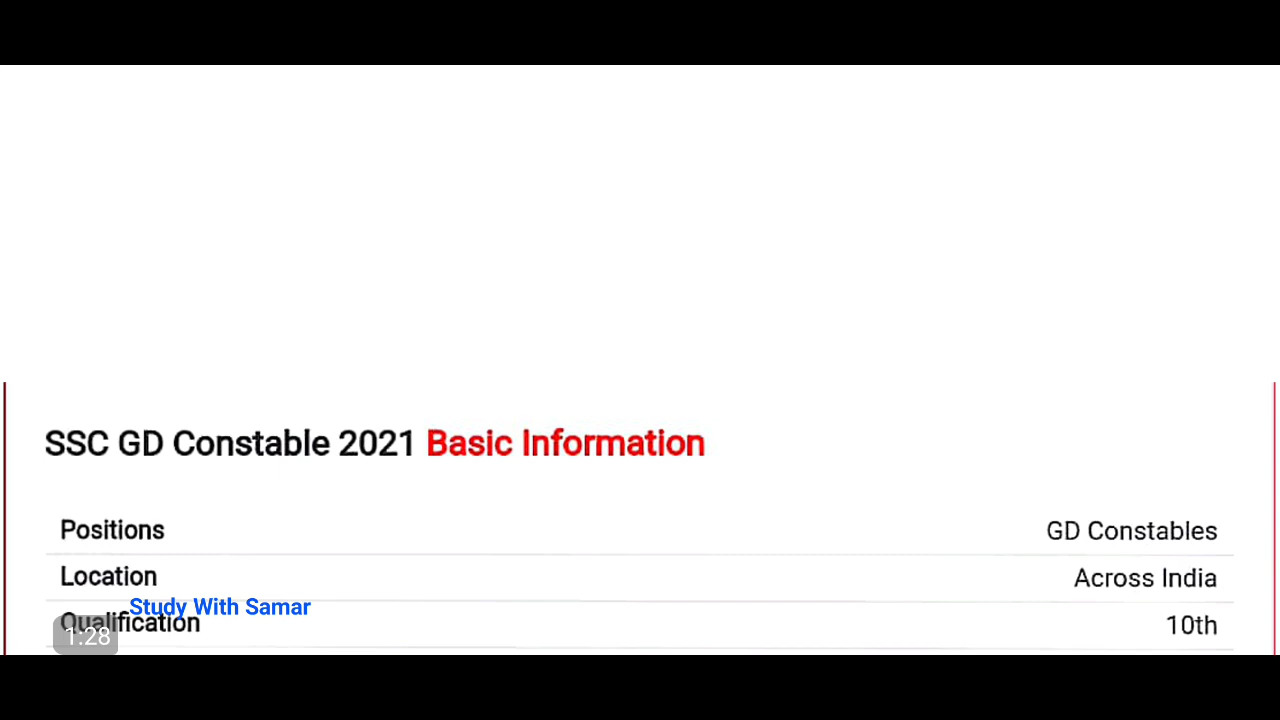 SSC GD Constable 2021 Basic Information
Positions GD Constables
Location Across India
Study With Samar
Qualification 10th
1:28